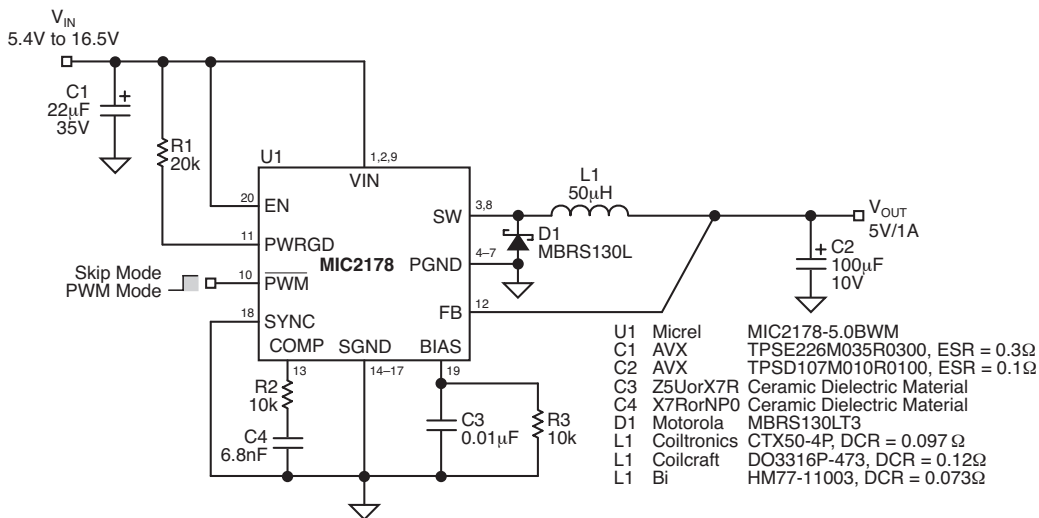 VIN
5.4V to 16.5V
C1
22µF
35V
+
R1
20k
U1
1,2,9
VIN
20
EN
11
PWRGD
MIC2178
Skip Mode
PWM Mode
10
PWM
18
SYNC
COMP
SGND
BIAS
SW
3,8
PGND
4–7
FB
12
13
14–17
19
L1
50µH
D1
MBRS130L
VOUT
5V/1A
+
C2
100µF
10V
R2
10k
C4
6.8nF
C3
0.01µF
R3
10k
U1 Micrel MIC2178-5.0BWM
C1 AVX TPSE226M035R0300, ESR = 0.3Ω
C2 AVX TPSD107M010R0100, ESR = 0.1Ω
C3 Z5UorX7R Ceramic Dielectric Material
C4 X7RorNP0 Ceramic Dielectric Material
D1 Motorola MBRS130LT3
L1 Coiltronics CTX50-4P, DCR = 0.097 Ω
L1 Coilcraft DO3316P-473, DCR = 0.12Ω
L1 Bi HM77-11003, DCR = 0.073Ω